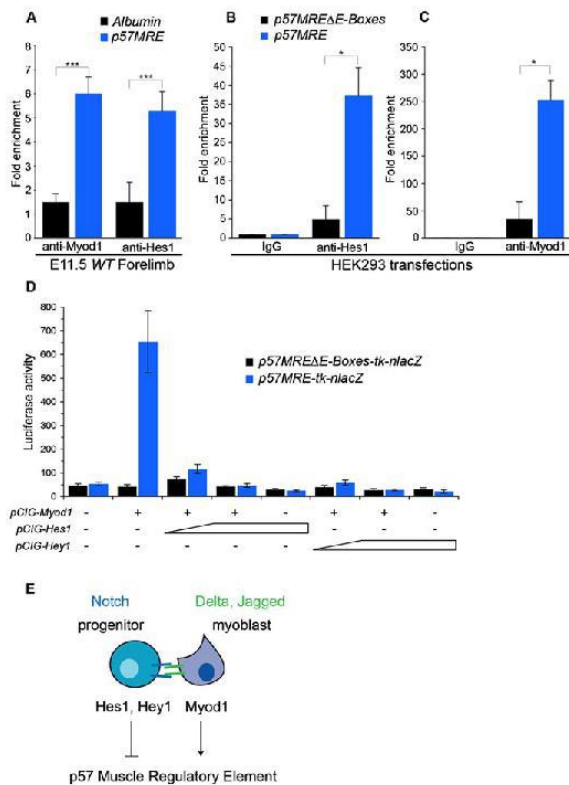 A
Albumin
p57MRE
Fold enrichment
8
7
6
5
4
3
2
1
0
***
***
anti-Myod1
anti-Hes1
E11.5 WT Forelimb
B
C
p57MREΔE-Boxes
p57MRE
Fold enrichment
50
45
40
35
30
25
20
15
10
5
0
*
IgG
anti-Hes1
Fold enrichment
350
300
250
200
150
100
50
0
*
IgG
anti-Myod1
HEK293 transfections
D
Luciferase activity
800
700
600
500
400
300
200
100
0
p57MREΔE-Boxes-tk-nlacZ
p57MRE-tk-nlacZ
pCIG-Myod1 - + + + - + + -
pCIG-Hes1 - - - - -
pCIG-Hey1 - - - - -
E
Notch Delta, Jagged
progenitor myoblast
Hes1, Hey1 Myod1
p57 Muscle Regulatory Element